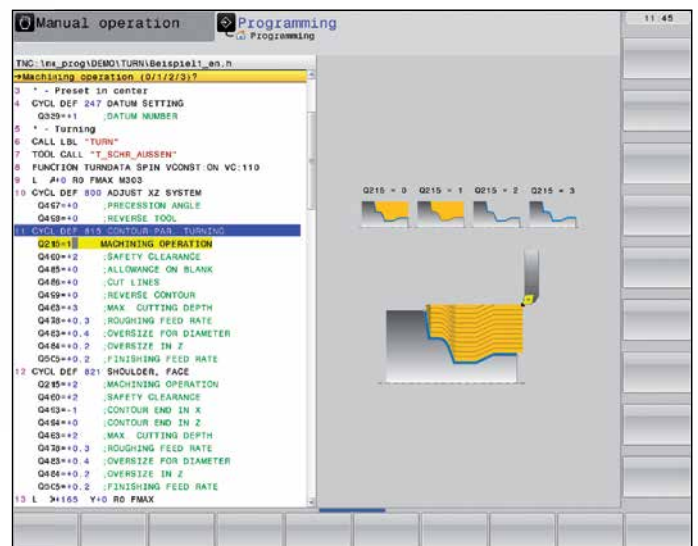 Manual operation
Programming
Programming
11:45
TNC:\nx_prog\DEMO\TURN\Beispiel1_en.h
→Machining operation (0/1/2/3)?
3 * - Preset in center
4 CYCL DEF 247 DATUM SETTING
Q339=+1 ;DATUM NUMBER
5 * - Turning
6 CALL LBL "TURN"
7 TOOL CALL "T_SCHR_AUSSEN"
8 FUNCTION TURNDATA SPIN VCONST:ON VC:110
9 L A+0 R0 FMAX M303
10 CYCL DEF 800 ADJUST XZ SYSTEM
Q497=+0 ;PRECESSION ANGLE
Q498=+0 ;REVERSE TOOL
11 CYCL DEF 815 CONTOUR-PAR. TURNING
Q215=1 MACHINING OPERATION
Q460=+2 ;SAFETY CLEARANCE
Q485=+0 ;ALLOWANCE ON BLANK
Q486=+0 ;CUT LINES
Q499=+0 ;REVERSE CONTOUR
Q463=+3 ;MAX. CUTTING DEPTH
Q478=+0.3 ;ROUGHING FEED RATE
Q483=+0.4 ;OVERSIZE FOR DIAMETER
Q484=+0.2 ;OVERSIZE IN Z
Q505=+0.2 ;FINISHING FEED RATE
12 CYCL DEF 821 SHOULDER, FACE
Q215=+2 ;MACHINING OPERATION
Q460=+2 ;SAFETY CLEARANCE
Q493=-1 ;CONTOUR END IN X
Q494=+0 ;CONTOUR END IN Z
Q463=+2 ;MAX. CUTTING DEPTH
Q478=+0.3 ;ROUGHING FEED RATE
Q483=+0.4 ;OVERSIZE FOR DIAMETER
Q484=+0.2 ;OVERSIZE IN Z
Q505=+0.2 ;FINISHING FEED RATE
13 L X+165 Y+0 R0 FMAX
Q215 = 0 Q215 = 1 Q215 = 2 Q215 = 3